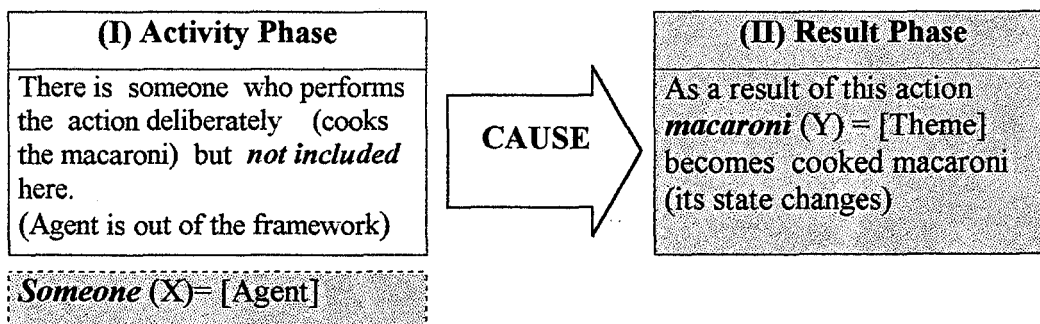 (I) Activity Phase
There is someone who performs
the action deliberately (cooks
the macaroni) but not included
here.
(Agent is out of the framework)
Someone (X)= [Agent]
CAUSE
(II) Result Phase
As a result of this action
macaroni (Y) = [Theme]
becomes cooked macaroni
(its state changes)